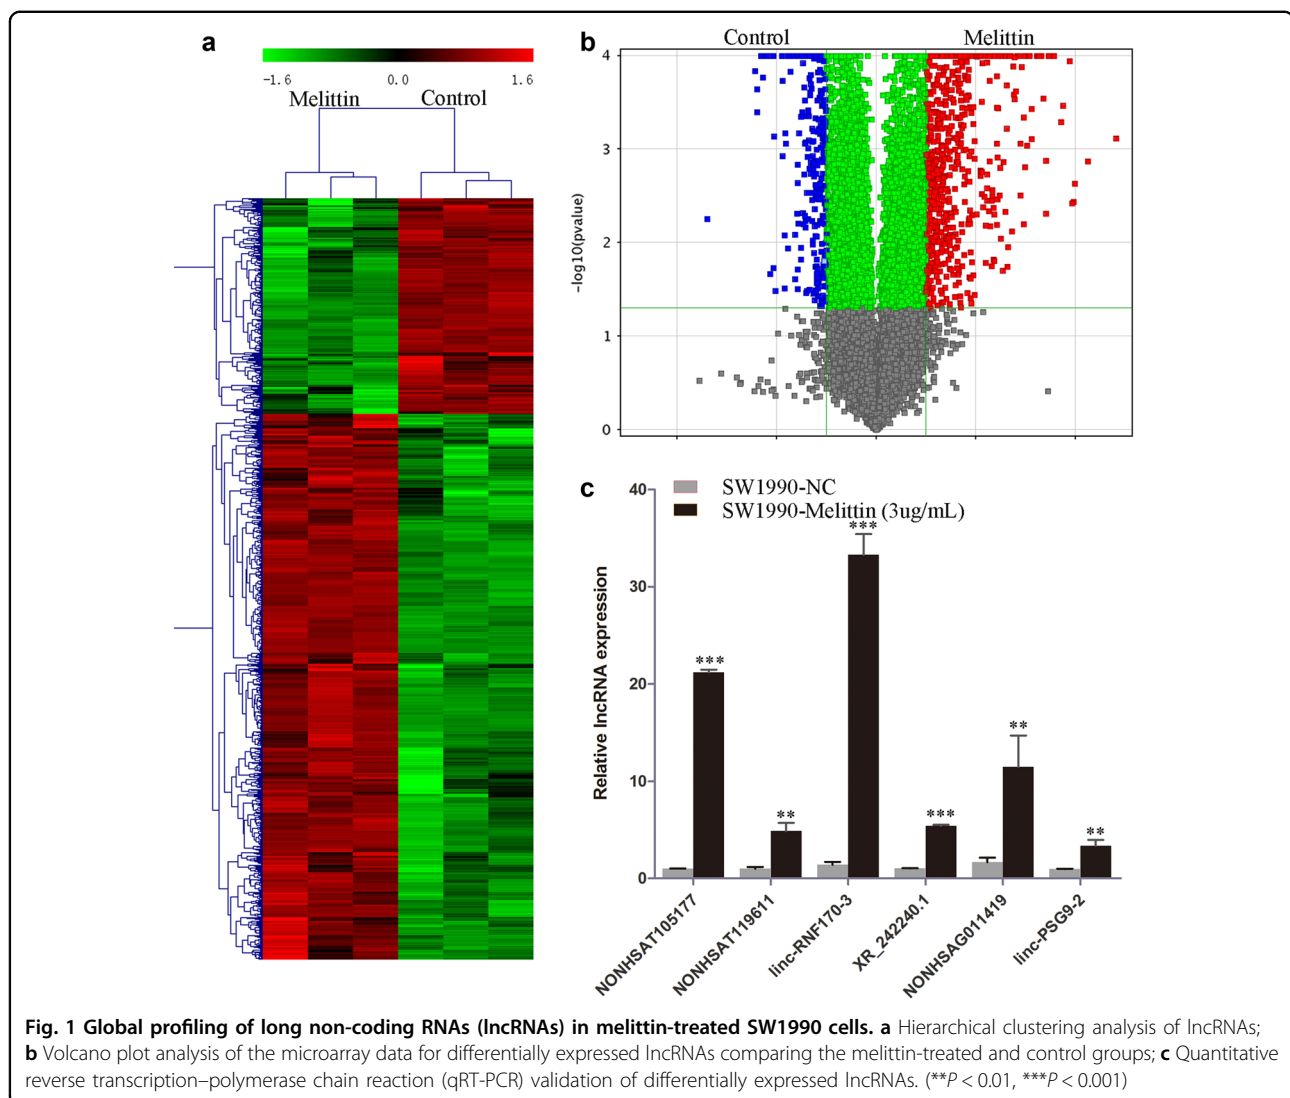 a
−1.6 0.0 1.6
Melittin Control
b
Control Melittin
4
3
2
1
0
−log10(pvalue)
c
SW1990-NC
SW1990-Melittin (3ug/mL)
40
30
20
10
0
Relative lncRNA expression
*** ** *** *** ** **
NONHSAT105177
NONHSAT119611
linc-RNF170-3
XR_242240.1
NONHSAG011419
linc-PSG9-2
Fig. 1 Global profiling of long non-coding RNAs (lncRNAs) in melittin-treated SW1990 cells. a Hierarchical clustering analysis of lncRNAs;
b Volcano plot analysis of the microarray data for differentially expressed lncRNAs comparing the melittin-treated and control groups; c Quantitative
reverse transcription–polymerase chain reaction (qRT-PCR) validation of differentially expressed lncRNAs. (**P < 0.01, ***P < 0.001)